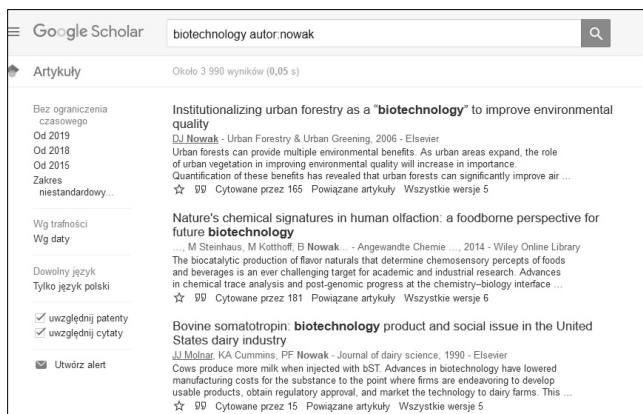 Google Scholar
biotechnology autor:nowak
Artykuły
Około 3 990 wyników (0,05 s)
Bez ograniczenia
czasowego
Od 2019
Od 2018
Od 2015
Zakres
niestandardowy...
Wg trafności
Wg daty
Dowolny język
Tylko język polski
uwzględnij patenty
uwzględnij cytaty
Utwórz alert
Institutionalizing urban forestry as a "biotechnology" to improve environmental
quality
DJ Nowak - Urban Forestry & Urban Greening, 2006 - Elsevier
Urban forests can provide multiple environmental benefits. As urban areas expand, the role
of urban vegetation in improving environmental quality will increase in importance.
Quantification of these benefits has revealed that urban forests can significantly improve air ...
Cytowane przez 165 Powiązane artykuły Wszystkie wersje 5
Nature's chemical signatures in human olfaction: a foodborne perspective for
future biotechnology
..., M Steinhaus, M Kotthoff, B Nowak... - Angewandte Chemie ..., 2014 - Wiley Online Library
The biocatalytic production of flavor naturals that determine chemosensory percepts of foods
and beverages is an ever challenging target for academic and industrial research. Advances
in chemical trace analysis and post-genomic progress at the chemistry–biology interface ...
Cytowane przez 181 Powiązane artykuły Wszystkie wersje 6
Bovine somatotropin: biotechnology product and social issue in the United
States dairy industry
JJ Molnar, KA Cummins, PF Nowak - Journal of dairy science, 1990 - Elsevier
Cows produce more milk when injected with bST. Advances in biotechnology have lowered
manufacturing costs for the substance to the point where firms are endeavoring to develop
usable products, obtain regulatory approval, and market the technology to dairy farms. This ...
Cytowane przez 15 Powiązane artykuły Wszystkie wersje 5